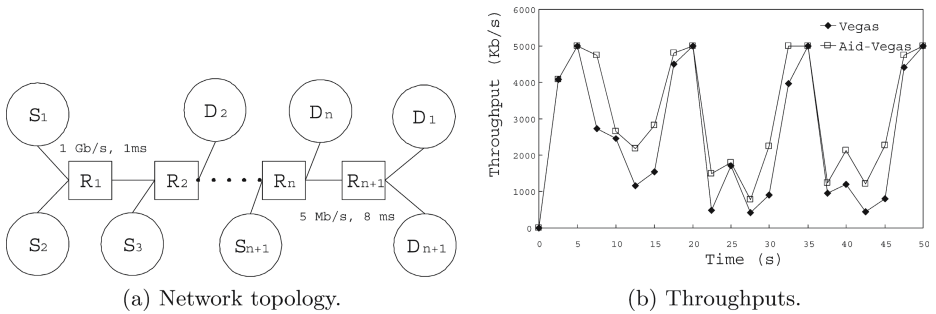 S1
D2
Dn
D1
1 Gb/s, 1ms
R1
R2
Rn
Rn+1
5 Mb/s, 8 ms
S2
S3
Sn+1
Dn+1
(a) Network topology.
Throughput (Kb/s)
6000
5000
4000
3000
2000
1000
0
Vegas
Aid-Vegas
0 5 10 15 20 25 30 35 40 45 50
Time (s)
(b) Throughputs.